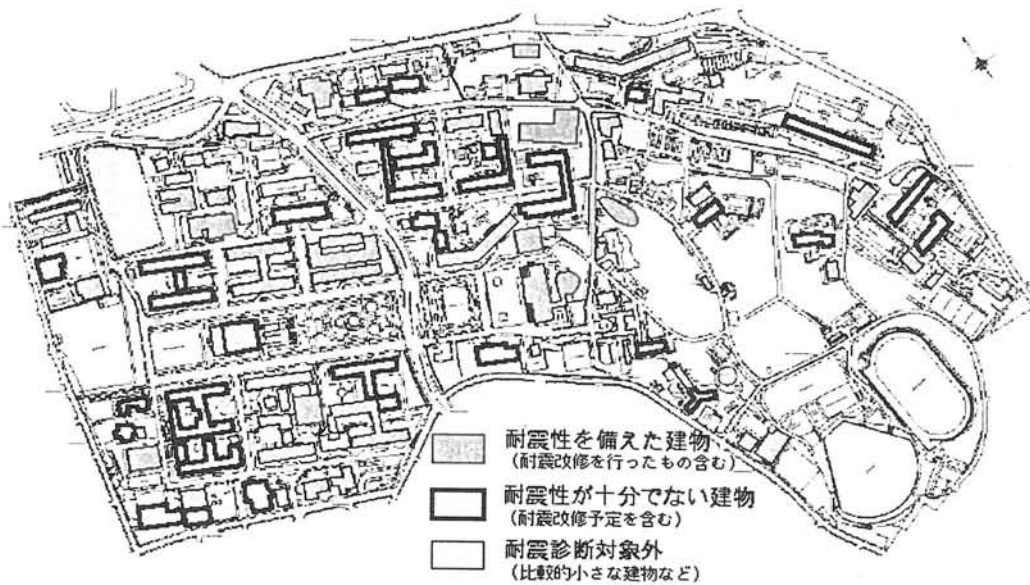 耐震性を備えた建物
(耐震改修を行ったもの含む)
耐震性が十分でない建物
(耐震改修予定を含む)
耐震診断対象外
(比較的小さな建物など)